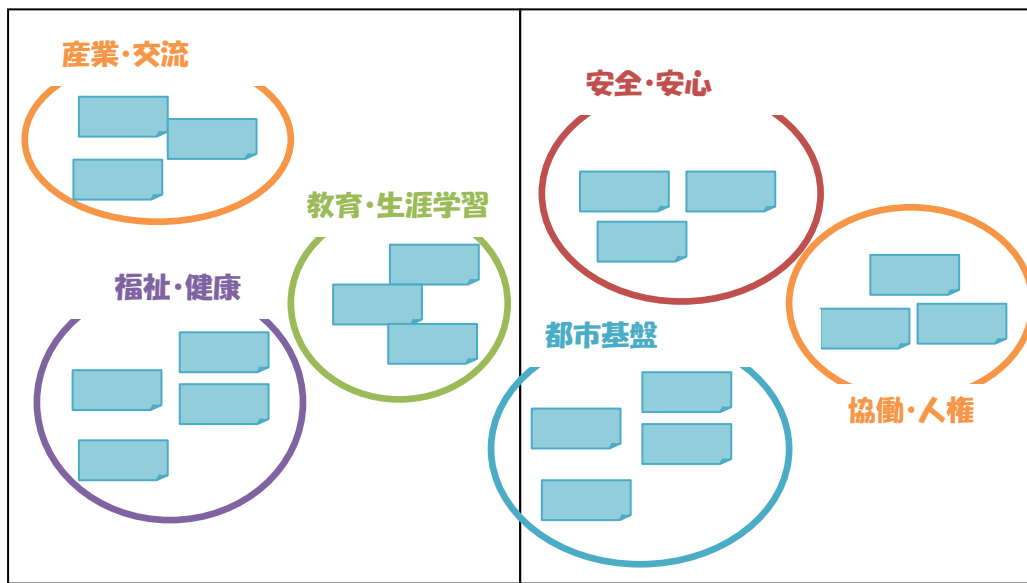 産業・交流
教育・生涯学習
福祉・健康
安全・安心
都市基盤
協働・人権